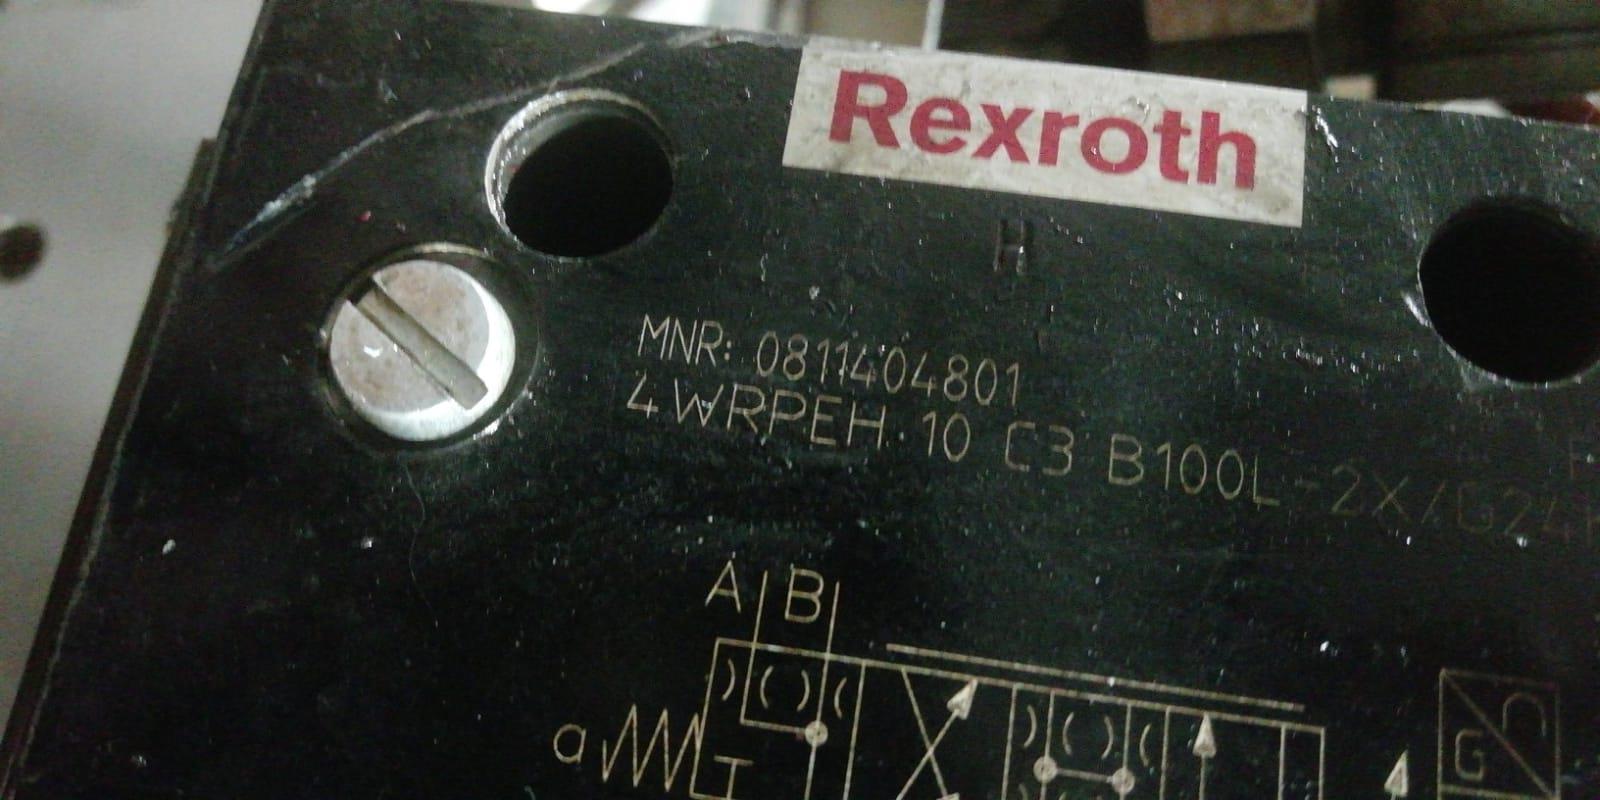 Rexroth
H
MNR: 0811404801
4WRPEH 10 C3 B100L-2X/G24
A B
a
T
G